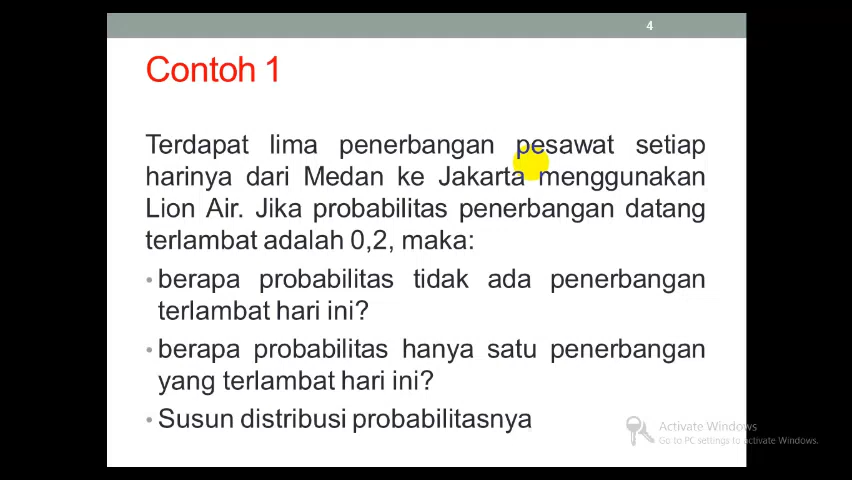 4
Contoh 1
Terdapat lima penerbangan pesawat setiap
harinya dari Medan ke Jakarta menggunakan
Lion Air. Jika probabilitas penerbangan datang
terlambat adalah 0,2, maka:
• berapa probabilitas tidak ada penerbangan
terlambat hari ini?
• berapa probabilitas hanya satu penerbangan
yang terlambat hari ini?
• Susun distribusi probabilitasnya
Activate Windows
Go to PC settings to activate Windows.